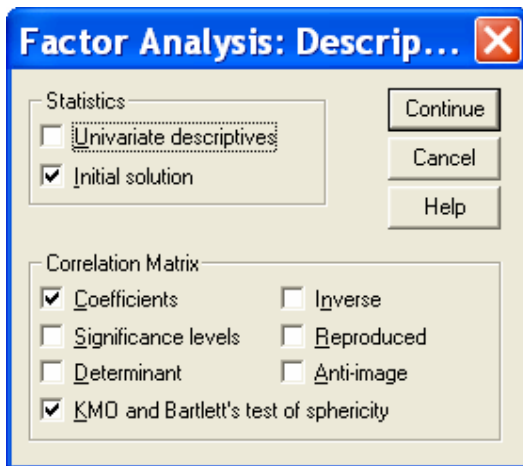 Factor Analysis: Descrip...
Statistics
Univariate descriptives
Initial solution
Continue
Cancel
Help
Correlation Matrix
Coefficients Inverse
Significance levels Reproduced
Determinant Anti-image
KMO and Bartlett's test of sphericity